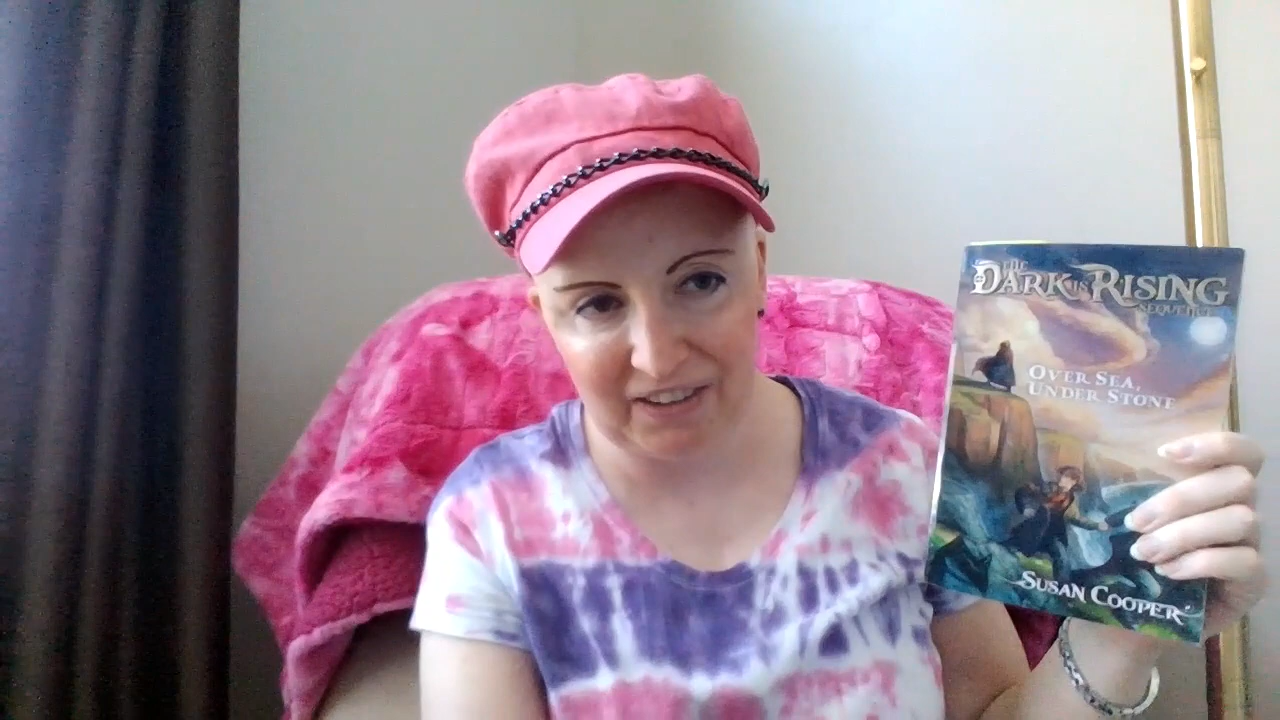 THE
DARK IS RISING
SEQUENCE
OVER SEA,
UNDER STONE
SUSAN COOPER